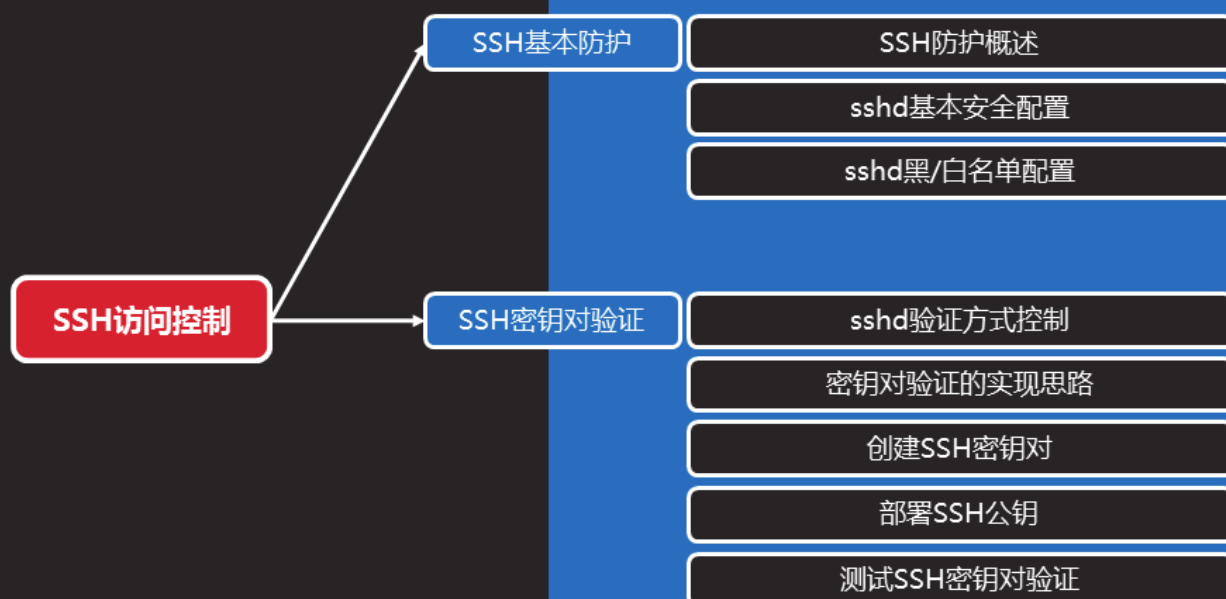 SSH基本防护
SSH防护概述
sshd基本安全配置
sshd黑/白名单配置
SSH访问控制
SSH密钥对验证
sshd验证方式控制
密钥对验证的实现思路
创建SSH密钥对
部署SSH公钥
测试SSH密钥对验证